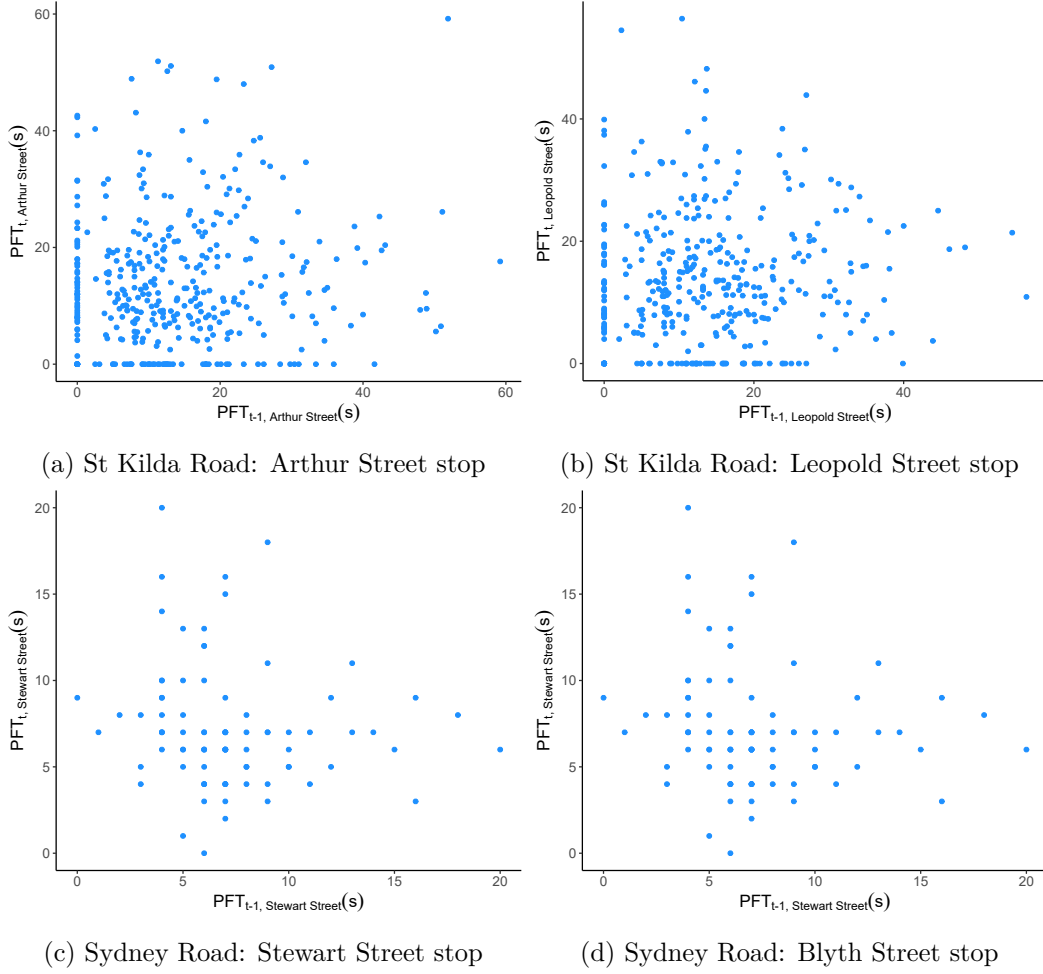 60
40
20
0
PFTt, Arthur Street(s)
0 20 40 60
PFTt-1, Arthur Street(s)
(a) St Kilda Road: Arthur Street stop
40
20
0
PFTt, Leopold Street(s)
0 20 40
PFTt-1, Leopold Street(s)
(b) St Kilda Road: Leopold Street stop
20
15
10
5
0
PFTt, Stewart Street(s)
0 5 10 15 20
PFTt-1, Stewart Street(s)
(c) Sydney Road: Stewart Street stop
20
15
10
5
0
PFTt, Stewart Street(s)
0 5 10 15 20
PFTt-1, Stewart Street(s)
(d) Sydney Road: Blyth Street stop